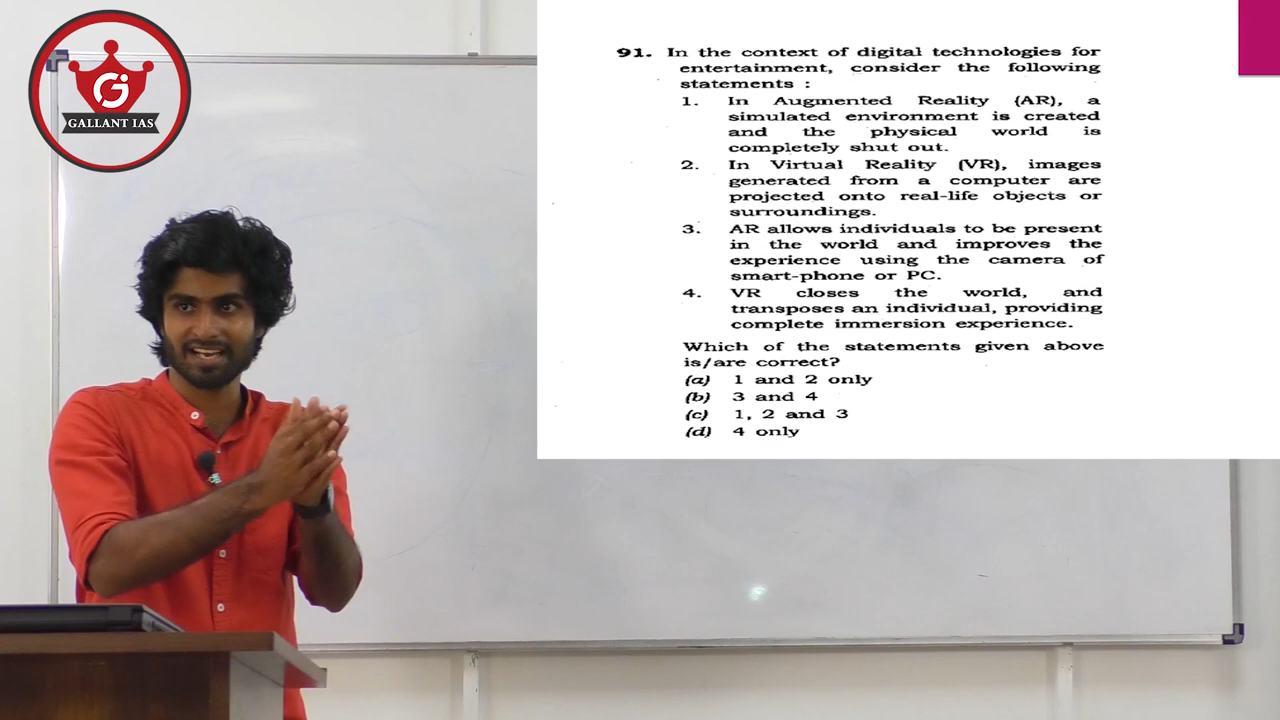 GALLANT IAS
91. In the context of digital technologies for
entertainment, consider the following
statements :
1. In Augmented Reality (AR), a
simulated environment is created
and the physical world is
completely shut out.
2. In Virtual Reality (VR), images
generated from a computer are
projected onto real-life objects or
surroundings.
3. AR allows individuals to be present
in the world and improves the
experience using the camera of
smart-phone or PC.
4. VR closes the world, and
transposes an individual, providing
complete immersion experience.
Which of the statements given above
is/are correct?
(a) 1 and 2 only
(b) 3 and 4
(c) 1, 2 and 3
(d) 4 only